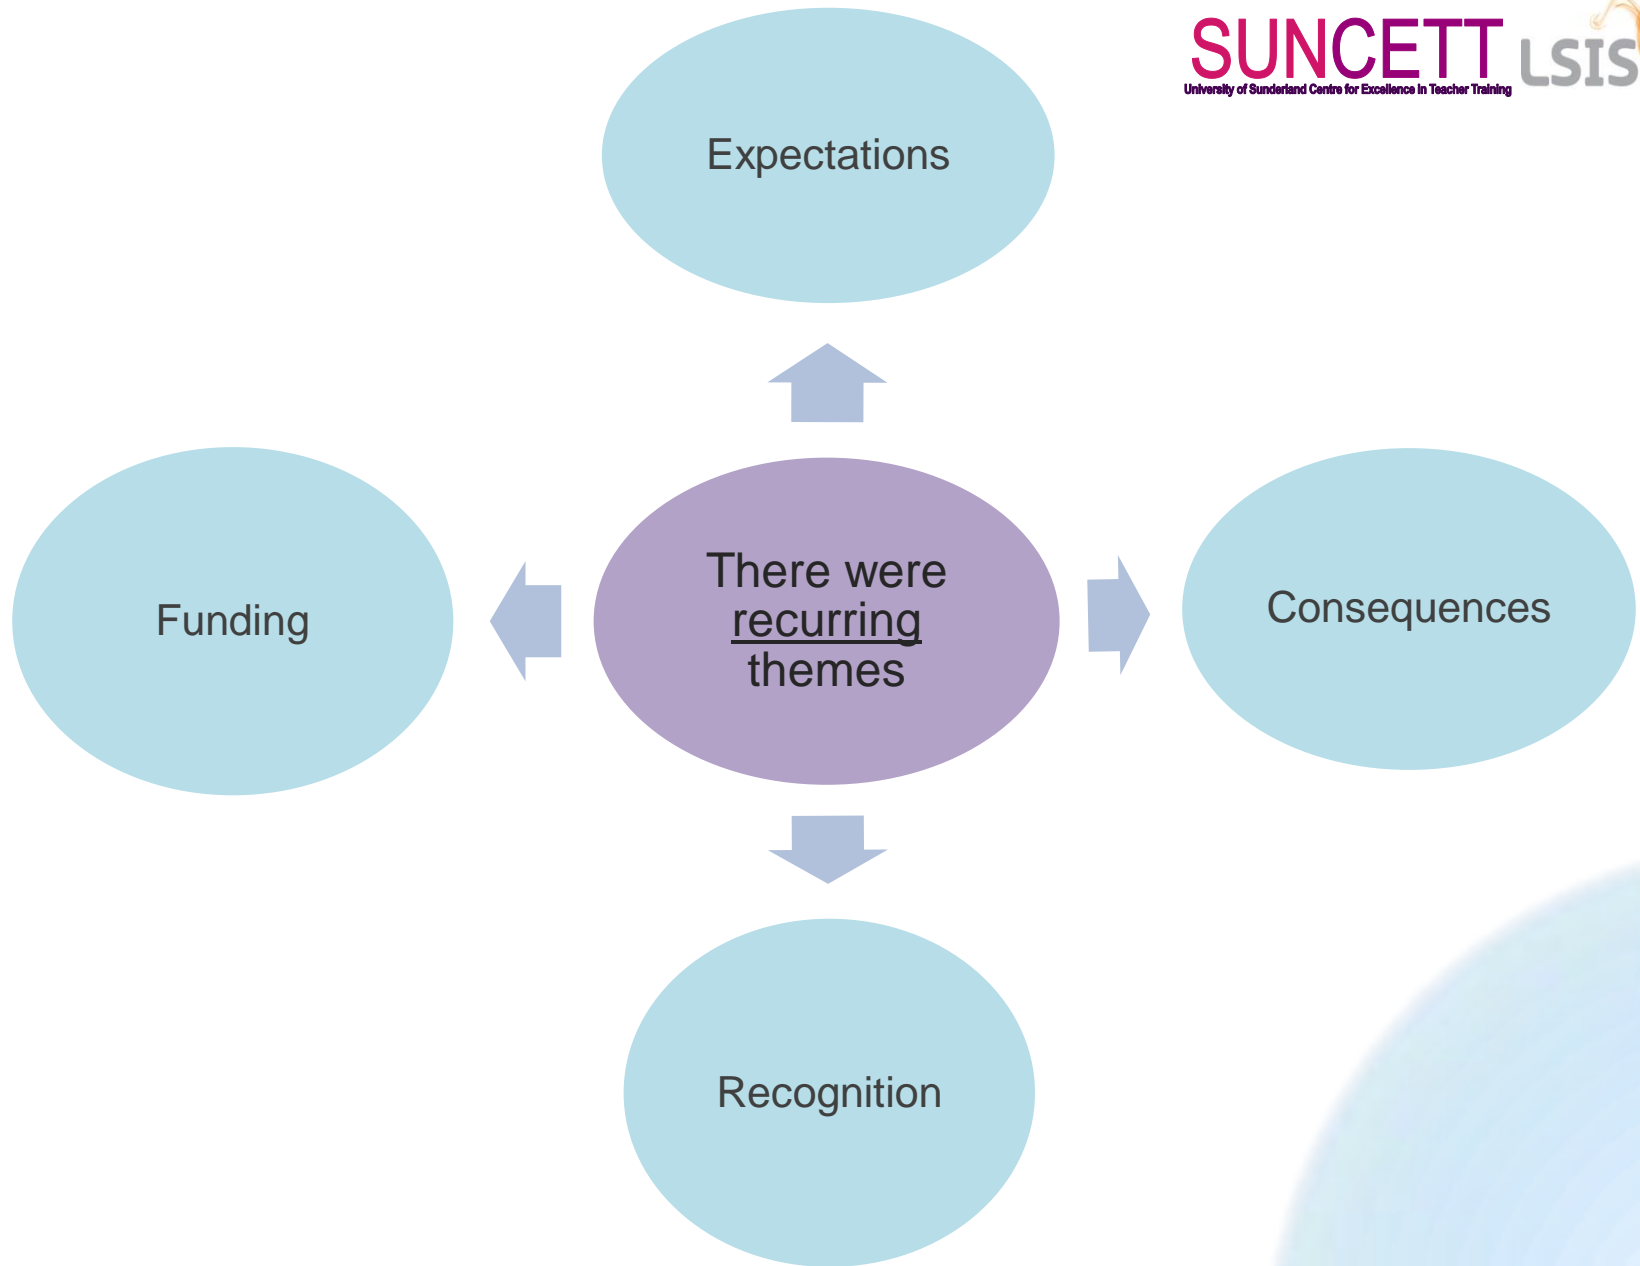 SUNCETT
University of Sunderland Centre for Excellence in Teacher Training
LSIS
Expectations
Funding
There were
recurring
themes
Consequences
Recognition